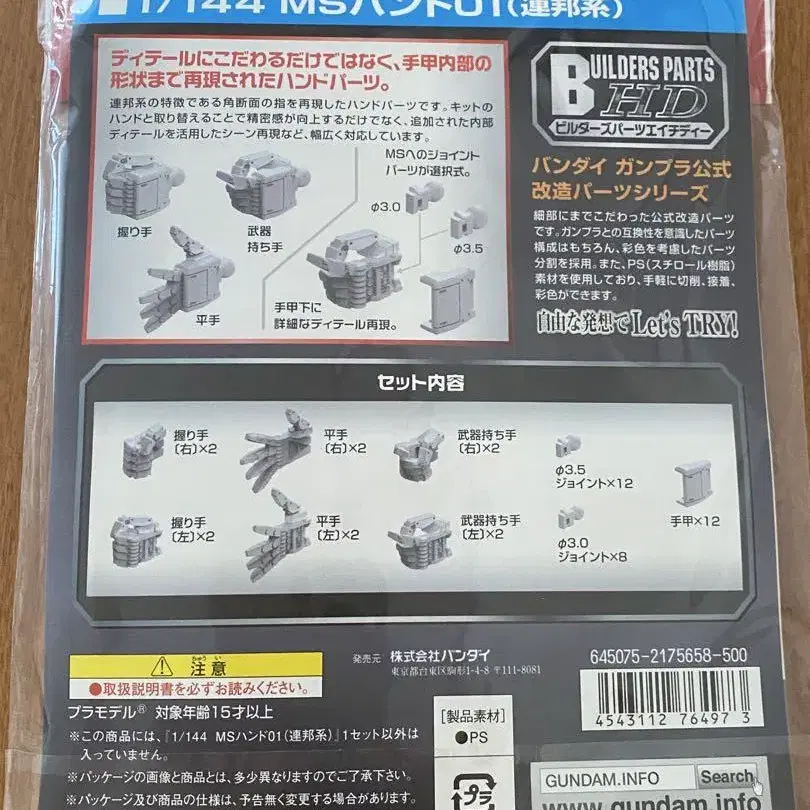 1/144 MSハンド01(連邦系)
ディテールにこだわるだけではなく、手甲内部の
形状まで再現されたハンドパーツ。
連邦系の特徴である角断面の指を再現したハンドパーツです。キットの
ハンドと取り替えることで精密感が向上するだけでなく、追加された内部
ディテールを活用したシーン再現など、幅広く対応しています。
MSへのジョイント
パーツが選択式。
φ3.0
φ3.5
握り手
武器
持ち手
平手
手甲下に
詳細なディテール再現。
BUILDERS PARTS
HD
ビルダーズパーツエイチディー
バンダイ ガンプラ公式
改造パーツシリーズ
細部にまでこだわった公式改造パーツ
です。ガンプラとの互換性を意識したパーツ
構成はもちろん、彩色を考慮したパーツ
分割を採用。また、PS(スチロール樹脂)
素材を使用しており、手軽に切削、接着、
彩色ができます。
自由な発想でLet's TRY!
セット内容
握り手
〔右〕×2
平手
〔右〕×2
武器持ち手
〔右〕×2
φ3.5
ジョイント×12
手甲×12
握り手
〔左〕×2
平手
〔左〕×2
武器持ち手
〔左〕×2
φ3.0
ジョイント×8
注意
ちゅうい
●取扱説明書を必ずお読みください。
プラモデル® 対象年齢15才以上
※この商品には、「1/144 MSハンド01(連邦系)」1セット以外は
入っていません。
※パッケージの画像と商品とは、多少異なりますのでご了承下さい。
※パッケージ及び商品の仕様は、予告無く変更する場合があります。
発売元 株式会社バンダイ
東京都台東区駒形1-4-8 〒111-8081
[製品素材]
●PS
プラ
645075-2175658-500
4543112 764973
GUNDAM.INFO Search
www.gundam.info